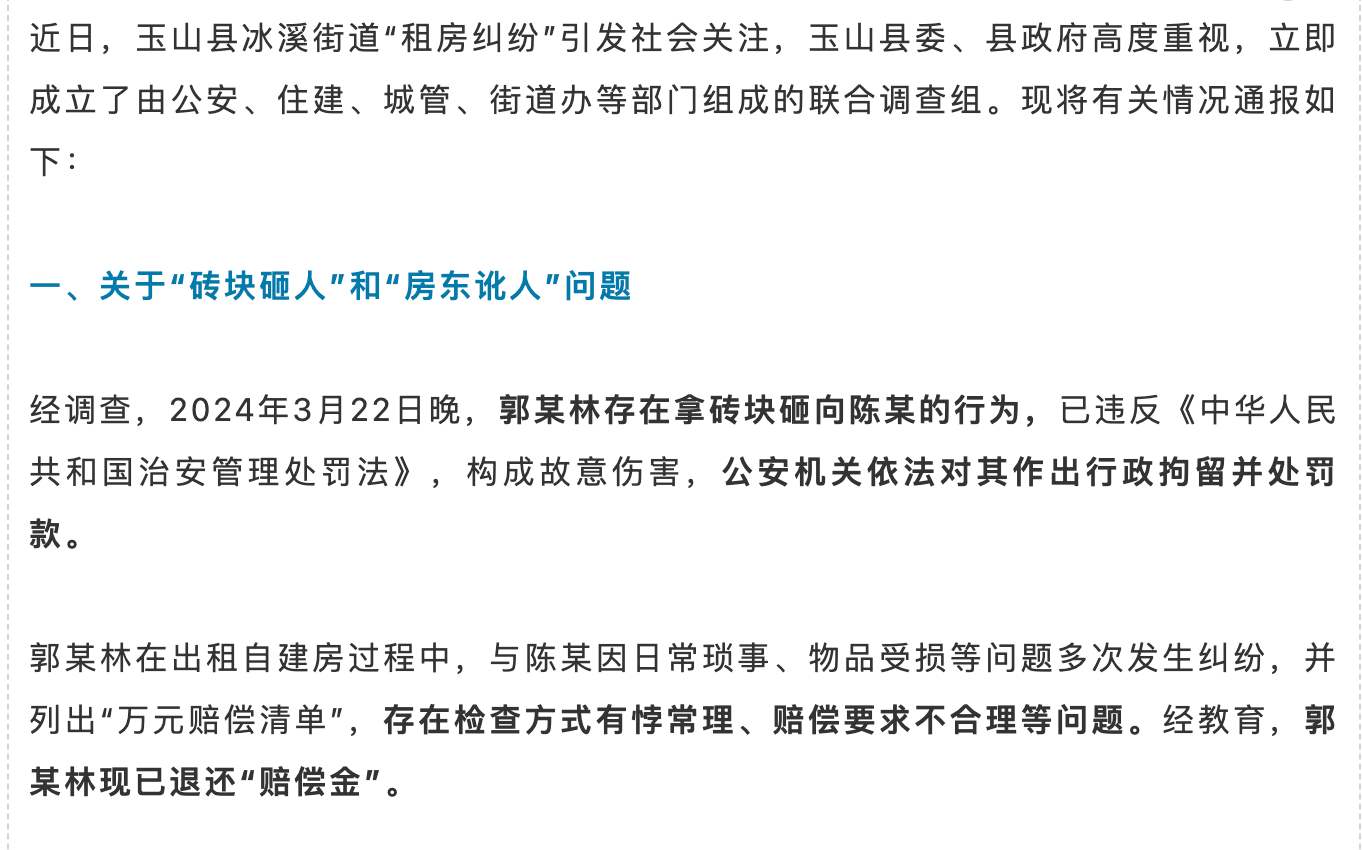 近日，玉山县冰溪街道“租房纠纷”引发社会关注，玉山县委、县政府高度重视，立即
成立了由公安、住建、城管、街道办等部门组成的联合调查组。现将有关情况通报如
下：
一、关于“砖块砸人”和“房东讹人”问题
经调查，2024年3月22日晚，郭某林存在拿砖块砸向陈某的行为，已违反《中华人民
共和国治安管理处罚法》，构成故意伤害，公安机关依法对其作出行政拘留并处罚
款。
郭某林在出租自建房过程中，与陈某因日常琐事、物品受损等问题多次发生纠纷，并
列出“万元赔偿清单”，存在检查方式有悖常理、赔偿要求不合理等问题。经教育，郭
某林现已退还“赔偿金”。